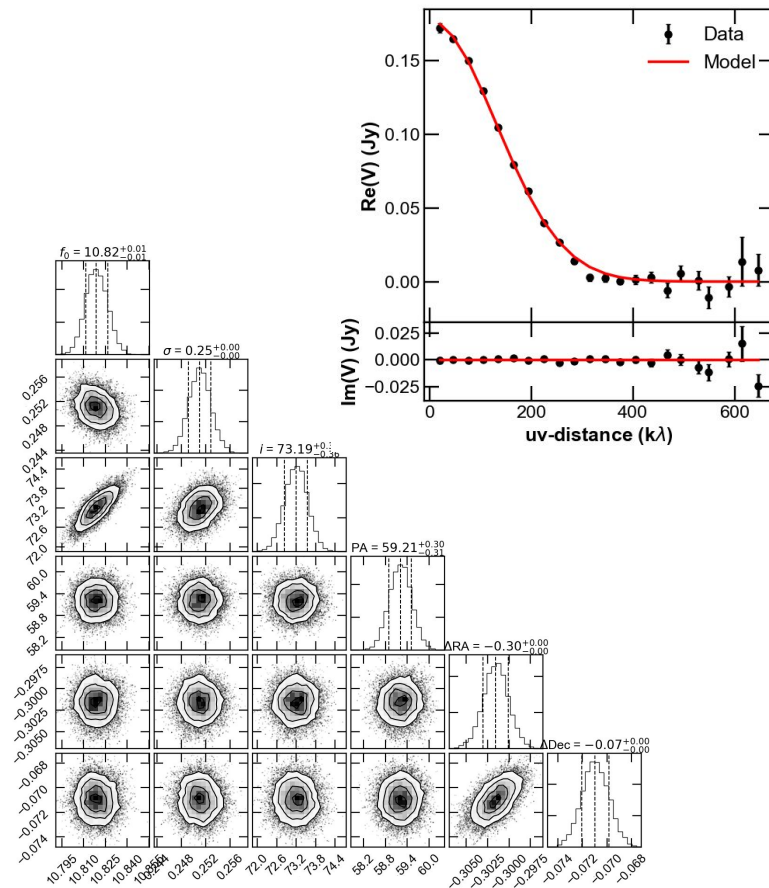 0.15
0.10
0.05
0.00
Re(V) (Jy)
Data
Model
0.025
0.000
−0.025
Im(V) (Jy)
0 200 400 600
uv-distance (kλ)
f₀ = 10.82+0.01 −0.01
σ = 0.25+0.00 −0.00
0.256
0.252
0.248
0.244
PA = 59.21+0.30 −0.31
74.4
73.8
73.2
72.6
72.0
60.0
59.4
58.8
58.2
ΔRA = −0.30+0.00 −0.00
−0.2975
−0.3000
−0.3025
−0.3050
ΔDec = −0.07+0.00 −0.00
−0.068
−0.070
−0.072
−0.074
10.795 10.810 10.825 10.840
0.248 0.252 0.256
72.0 72.6 73.2 73.8 74.4
58.2 58.8 59.4 60.0
−0.3050 −0.3025 −0.3000 −0.2975
−0.074 −0.072 −0.070 −0.068